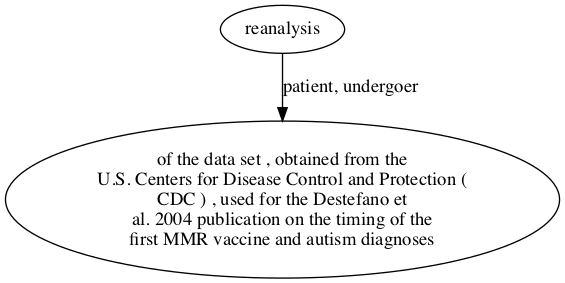 reanalysis
patient, undergoer
of the data set , obtained from the
U.S. Centers for Disease Control and Protection (
CDC ) , used for the Destefano et
al. 2004 publication on the timing of the
first MMR vaccine and autism diagnoses